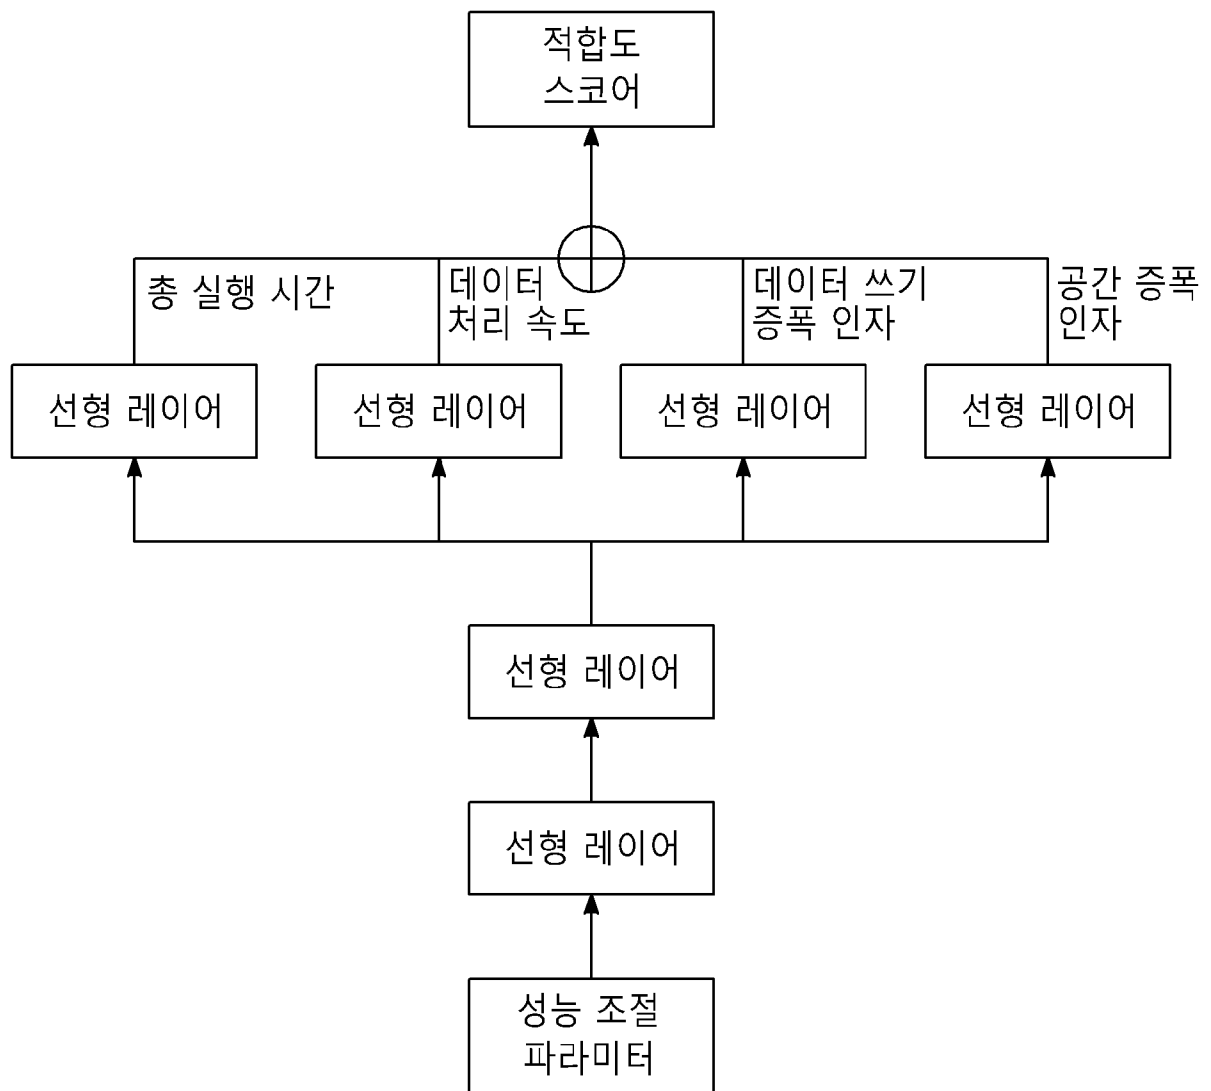 적합도
스코어
총 실행 시간
데이터
처리 속도
데이터 쓰기
증폭 인자
공간 증폭
인자
선형 레이어
선형 레이어
선형 레이어
선형 레이어
선형 레이어
선형 레이어
성능 조절
파라미터